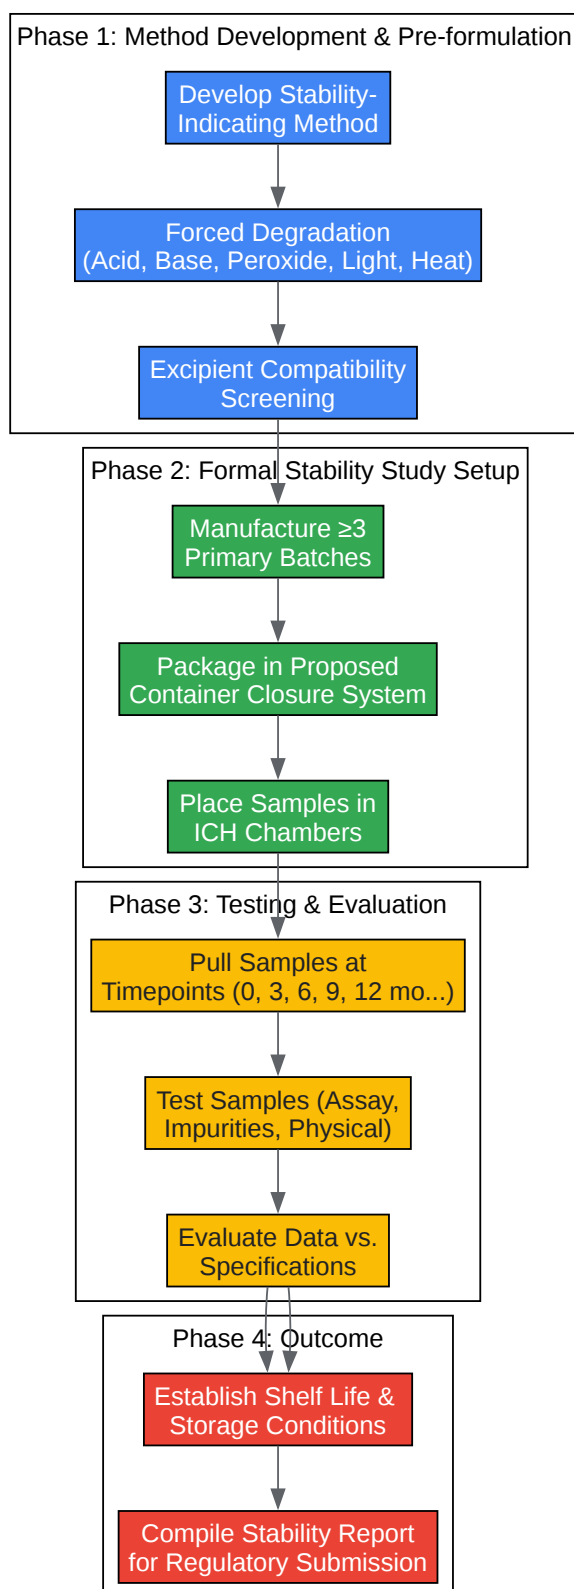 Phase 1: Method Development & Pre-formulation
Develop Stability-
Indicating Method
Forced Degradation
(Acid, Base, Peroxide, Light, Heat)
Excipient Compatibility
Screening
Phase 2: Formal Stability Study Setup
Manufacture ≥3
Primary Batches
Package in Proposed
Container Closure System
Place Samples in
ICH Chambers
Phase 3: Testing & Evaluation
Pull Samples at
Timepoints (0, 3, 6, 9, 12 mo...)
Test Samples (Assay,
Impurities, Physical)
Evaluate Data vs.
Specifications
Phase 4: Outcome
Establish Shelf Life &
Storage Conditions
Compile Stability Report
for Regulatory Submission